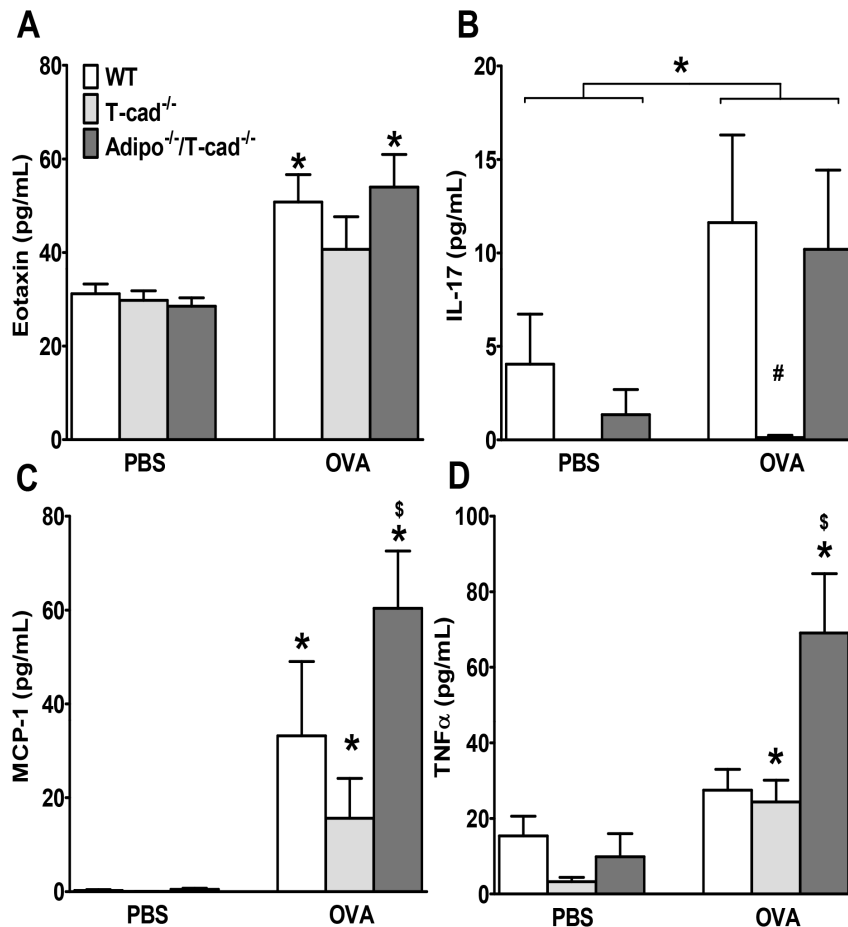 A
80
60
40
20
0
Eotaxin (pg/mL)
WT
T-cad-/-
Adipo-/-/T-cad-/-
* *
PBS OVA
B
20
15
10
5
0
IL-17 (pg/mL)
*
#
PBS OVA
C
80
60
40
20
0
MCP-1 (pg/mL)
$
*
*
*
PBS OVA
D
100
80
60
40
20
0
TNFα (pg/mL)
$
*
*
PBS OVA